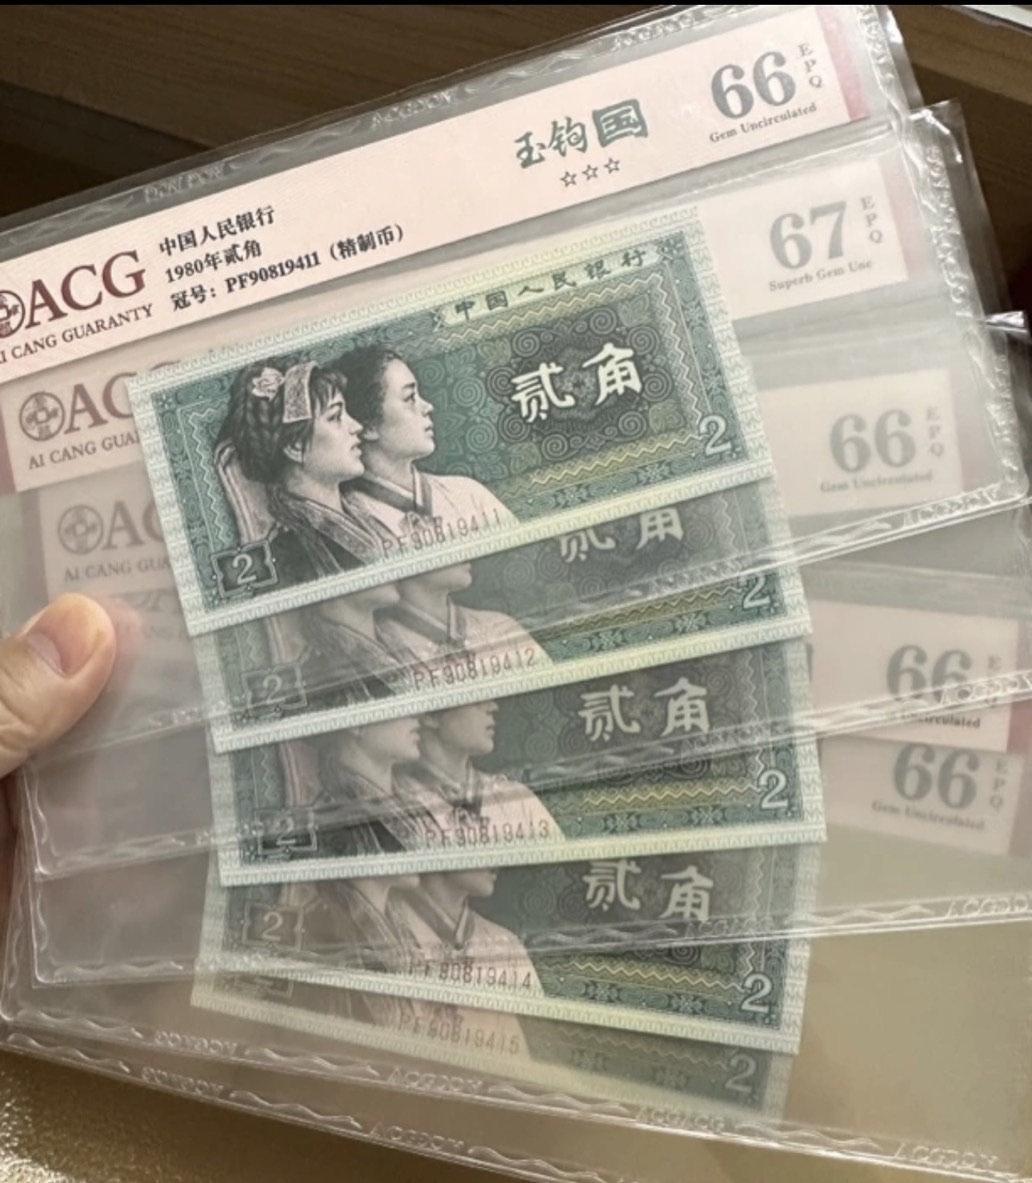 ACG
AI CANG GUARANTY
中国人民银行
1980年贰角
冠号：PF90819411（精制币）
玉钩国
☆☆☆
66
EPQ
Gem Uncirculated
中国人民银行
贰角
2
PF90819411
2
AC
AI CANG GUA
67
EPQ
Superb Gem Unc
贰角
2
PF90819412
2
AC
AI CANG GUA
66
EPQ
Gem Uncirculated
贰角
2
PF90819413
2
66
EPQ
Uncirculated
贰角
2
PF90819414
2
66
EPQ
Gem Uncirculated
PF90819415
2